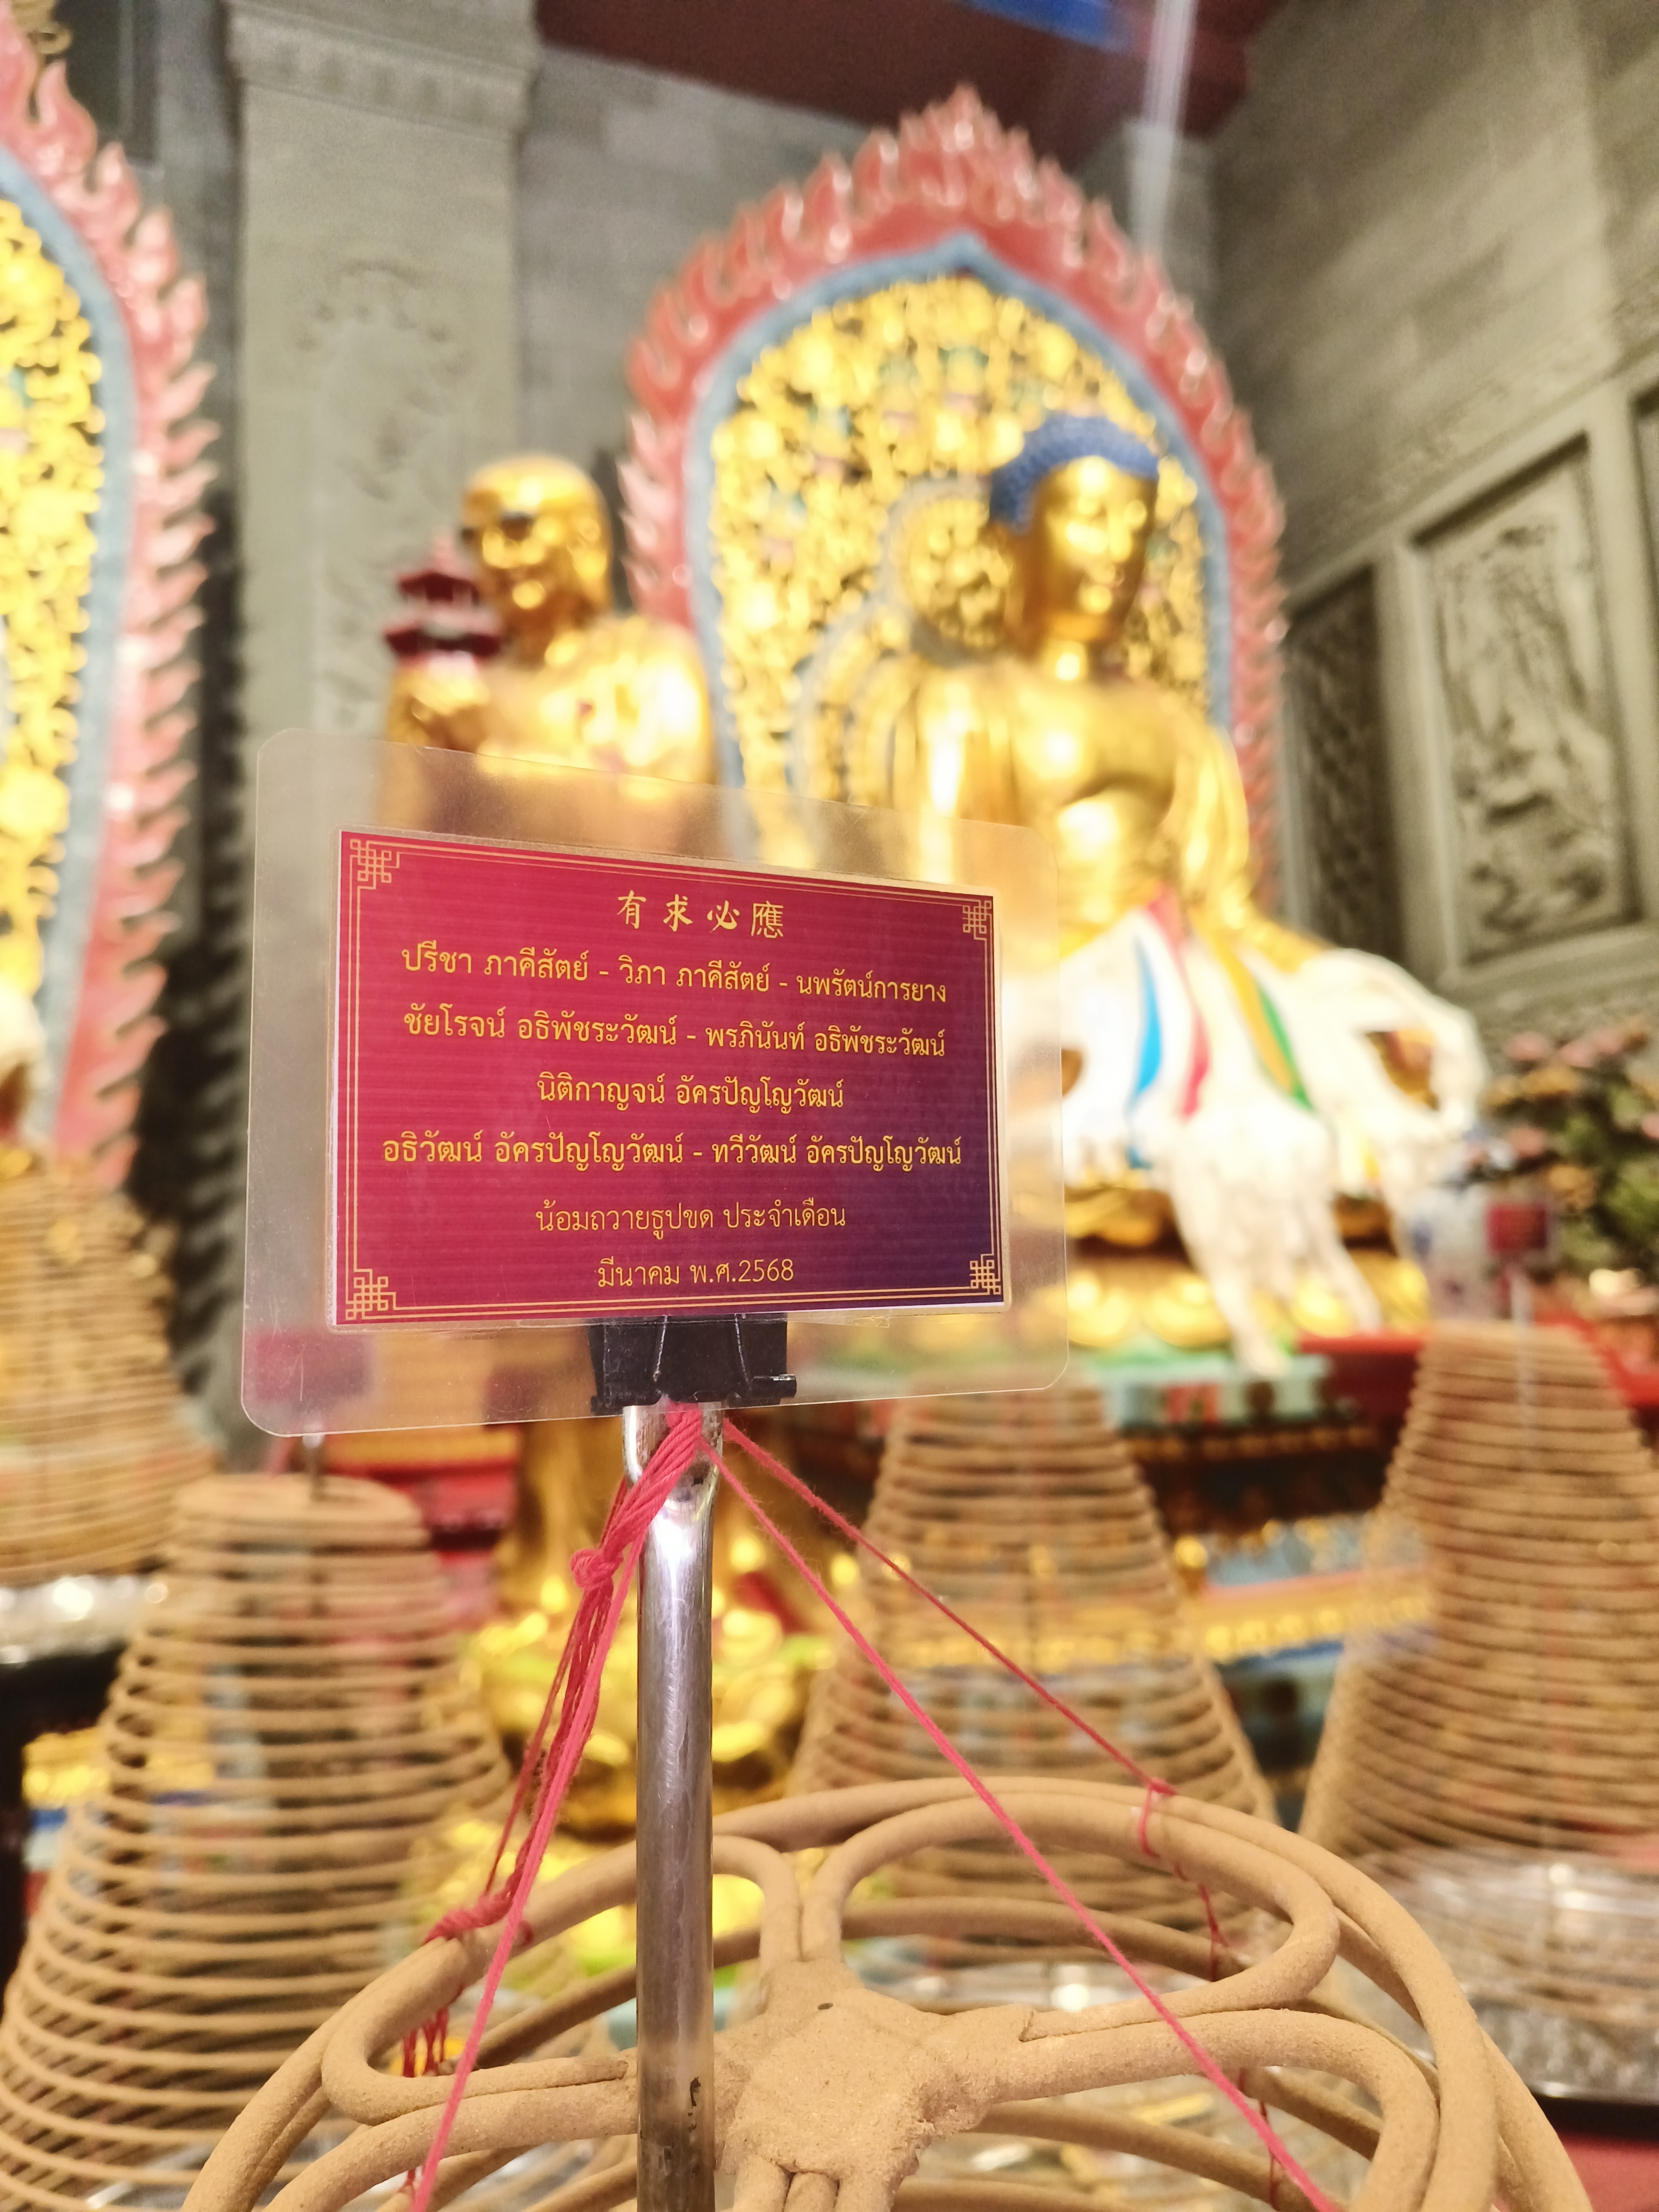 有求必應
ปรีชา ภาคีสัตย์ - วิภา ภาคีสัตย์ - นพรัตน์การยาง
ชัยโรจน์ อธิพัชระวัฒน์ - พรภินันท์ อธิพัชระวัฒน์
นิติกาญจน์ อัครปัญโญวัฒน์
อธิวัฒน์ อัครปัญโญวัฒน์ - ทวีวัฒน์ อัครปัญโญวัฒน์
น้อมถวายธูปขด ประจำเดือน
มีนาคม พ.ศ.2568